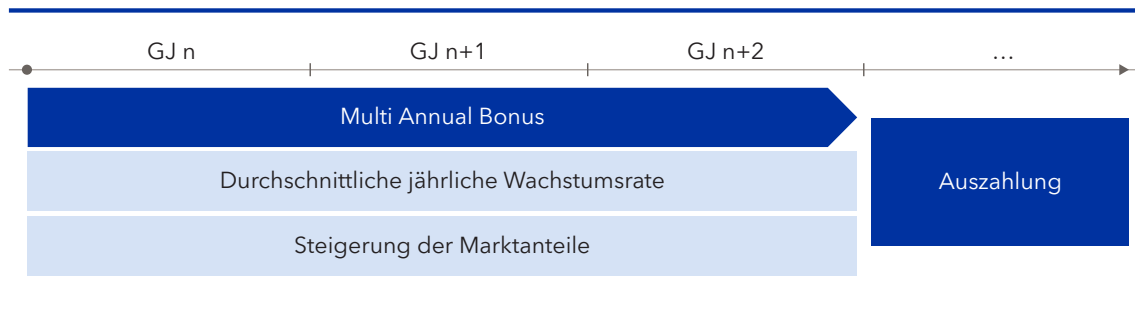 GJ n GJ n+1 GJ n+2 …
Multi Annual Bonus
Durchschnittliche jährliche Wachstumsrate
Auszahlung
Steigerung der Marktanteile